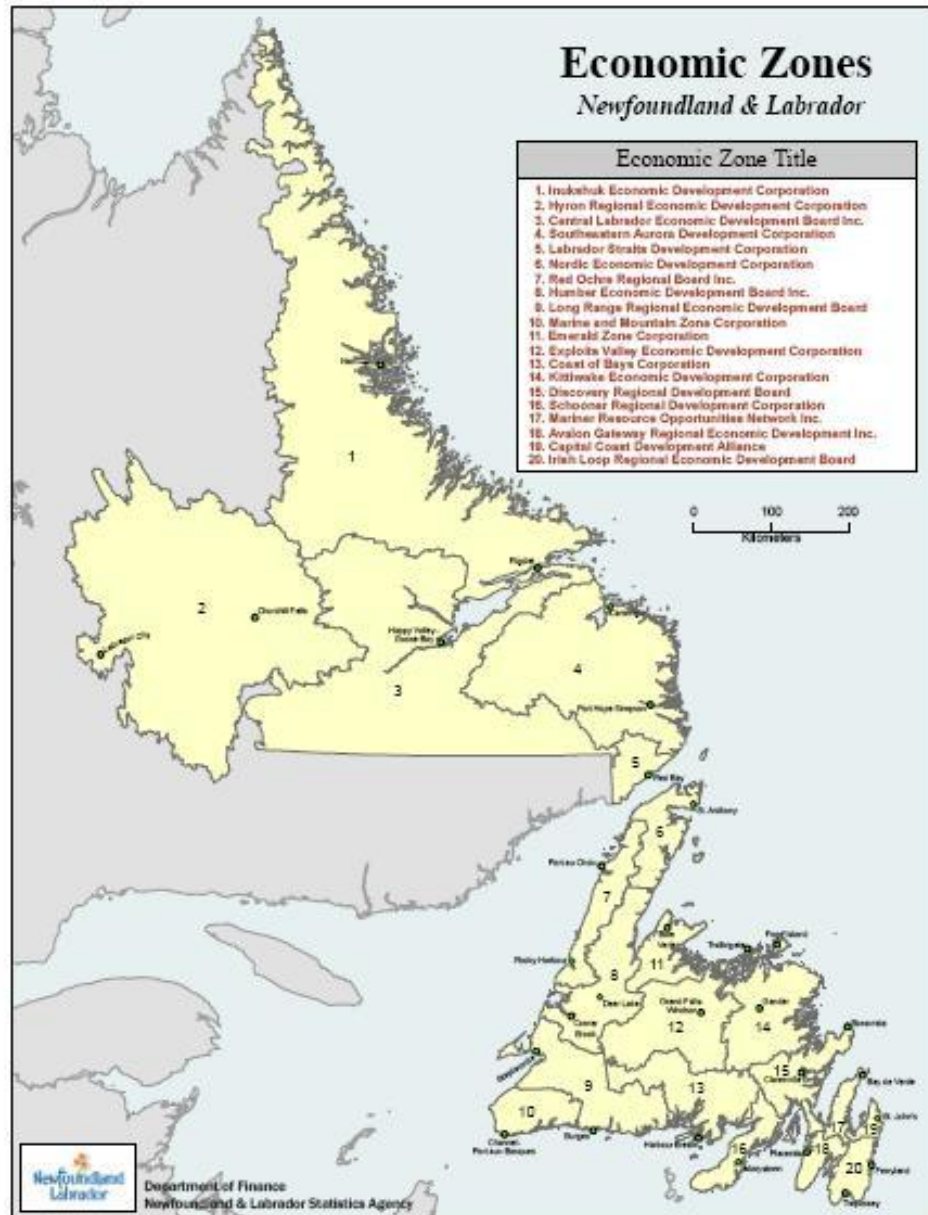 Economic Zones
Newfoundland & Labrador
Economic Zone Title
1. Inukshuk Economic Development Corporation
2. Hyron Regional Economic Development Corporation
3. Central Labrador Economic Development Board Inc.
4. Southeastern Aurora Development Corporation
5. Labrador Straits Development Corporation
6. Nordic Economic Development Corporation
7. Red Ochre Regional Board Inc.
8. Humber Economic Development Board Inc.
9. Long Range Regional Economic Development Board
10. Marine and Mountain Zone Corporation
11. Emerald Zone Corporation
12. Exploits Valley Economic Development Corporation
13. Coast of Bays Corporation
14. Kittiwake Economic Development Corporation
15. Discovery Regional Development Board
16. Schooner Regional Development Corporation
17. Mariner Resource Opportunities Network Inc.
18. Avalon Gateway Regional Economic Development Inc.
19. Capital Coast Development Alliance
20. Irish Loop Regional Economic Development Board
0 100 200
Kilometers
1
Rigolet
2
Churchill Falls
Labrador City
Happy Valley-
Goose Bay
3
4
Port Hope Simpson
5
Red Bay
St. Anthony
6
Port au Choix
7
Rocky Harbour
8
Deer Lake
Corner
Brook
Baie
Verte
11
Twillingate
Fogo Island
Grand Falls-
Windsor
12
Gander
14
Bonavista
15
Clarenville
Bay de Verde
Stephenville
9
10
13
Channel-
Port aux Basques
Burgeo
Harbour Breton
16
Marystown
Placentia
17
18
St. John's
19
20
Ferryland
Trepassey
Newfoundland
Labrador
Department of Finance
Newfoundland & Labrador Statistics Agency